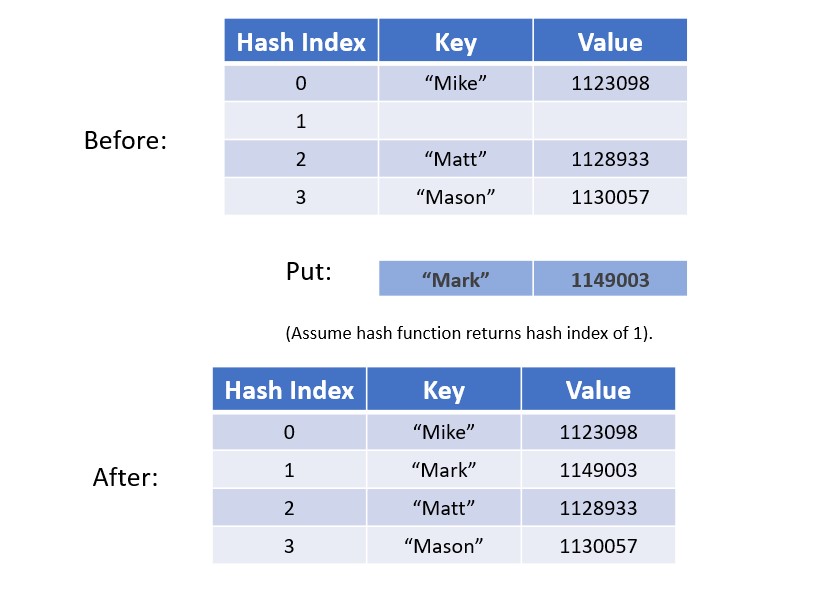 Hash Index Key Value
0 “Mike” 1123098
1
Before:
2 “Matt” 1128933
3 “Mason” 1130057
Put: “Mark” 1149003
(Assume hash function returns hash index of 1).
Hash Index Key Value
0 “Mike” 1123098
1 “Mark” 1149003
After:
2 “Matt” 1128933
3 “Mason” 1130057